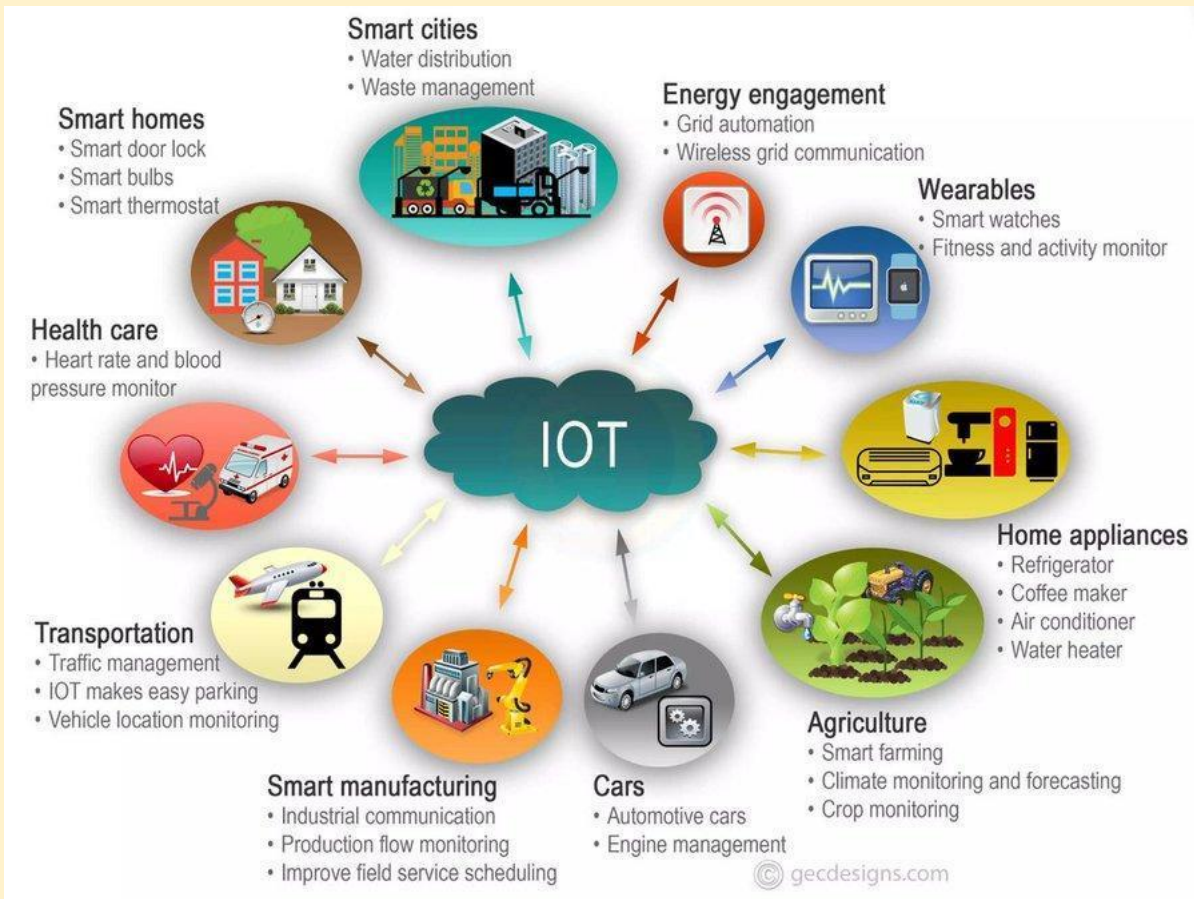 Smart cities
• Water distribution
• Waste management
Energy engagement
• Grid automation
• Wireless grid communication
Smart homes
• Smart door lock
• Smart bulbs
• Smart thermostat
Wearables
• Smart watches
• Fitness and activity monitor
Health care
• Heart rate and blood
pressure monitor
IOT
Home appliances
• Refrigerator
• Coffee maker
• Air conditioner
• Water heater
Transportation
• Traffic management
• IOT makes easy parking
• Vehicle location monitoring
Agriculture
• Smart farming
• Climate monitoring and forecasting
• Crop monitoring
Smart manufacturing
• Industrial communication
• Production flow monitoring
• Improve field service scheduling
Cars
• Automotive cars
• Engine management
© gecdesigns.com